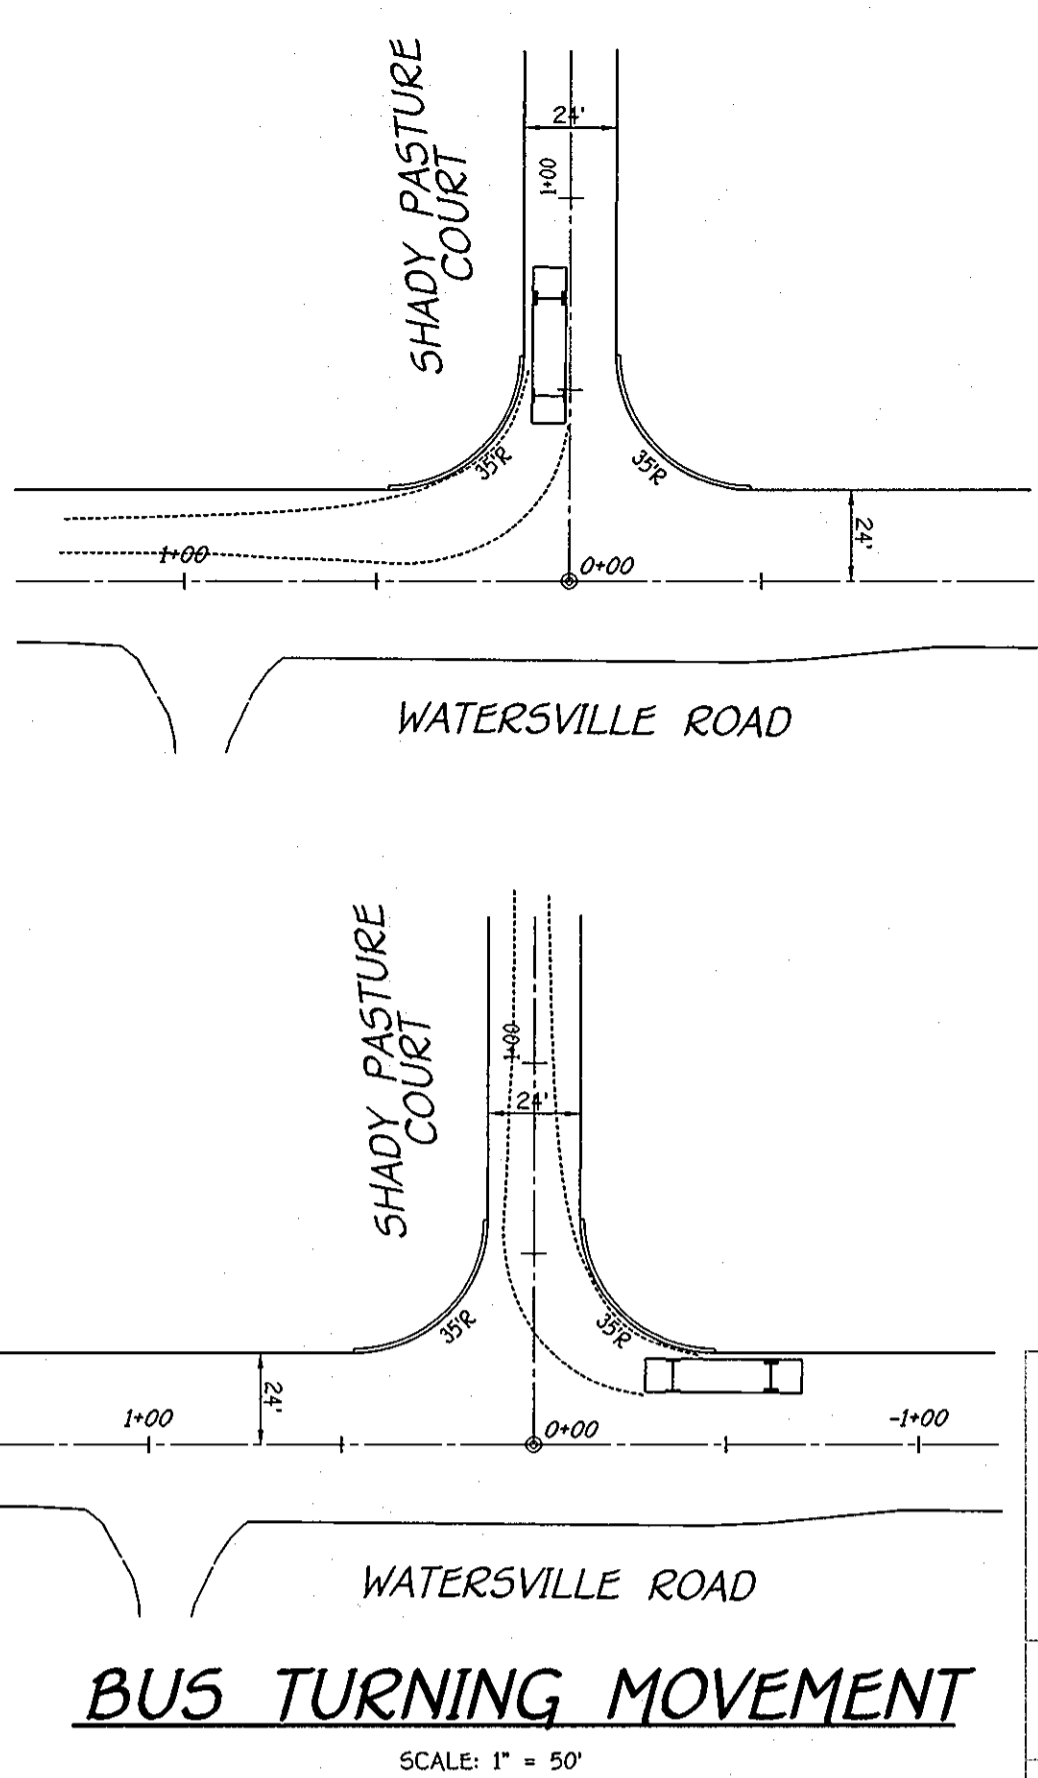 SHADY PASTURE
COURT
24'
1+00
35'R
35'R
24'
1+00
0+00
WATERSVILLE ROAD
SHADY PASTURE
COURT
1+00
24'
35'R
35'R
24'
1+00
0+00
-1+00
WATERSVILLE ROAD
BUS TURNING MOVEMENT
SCALE: 1" = 50'